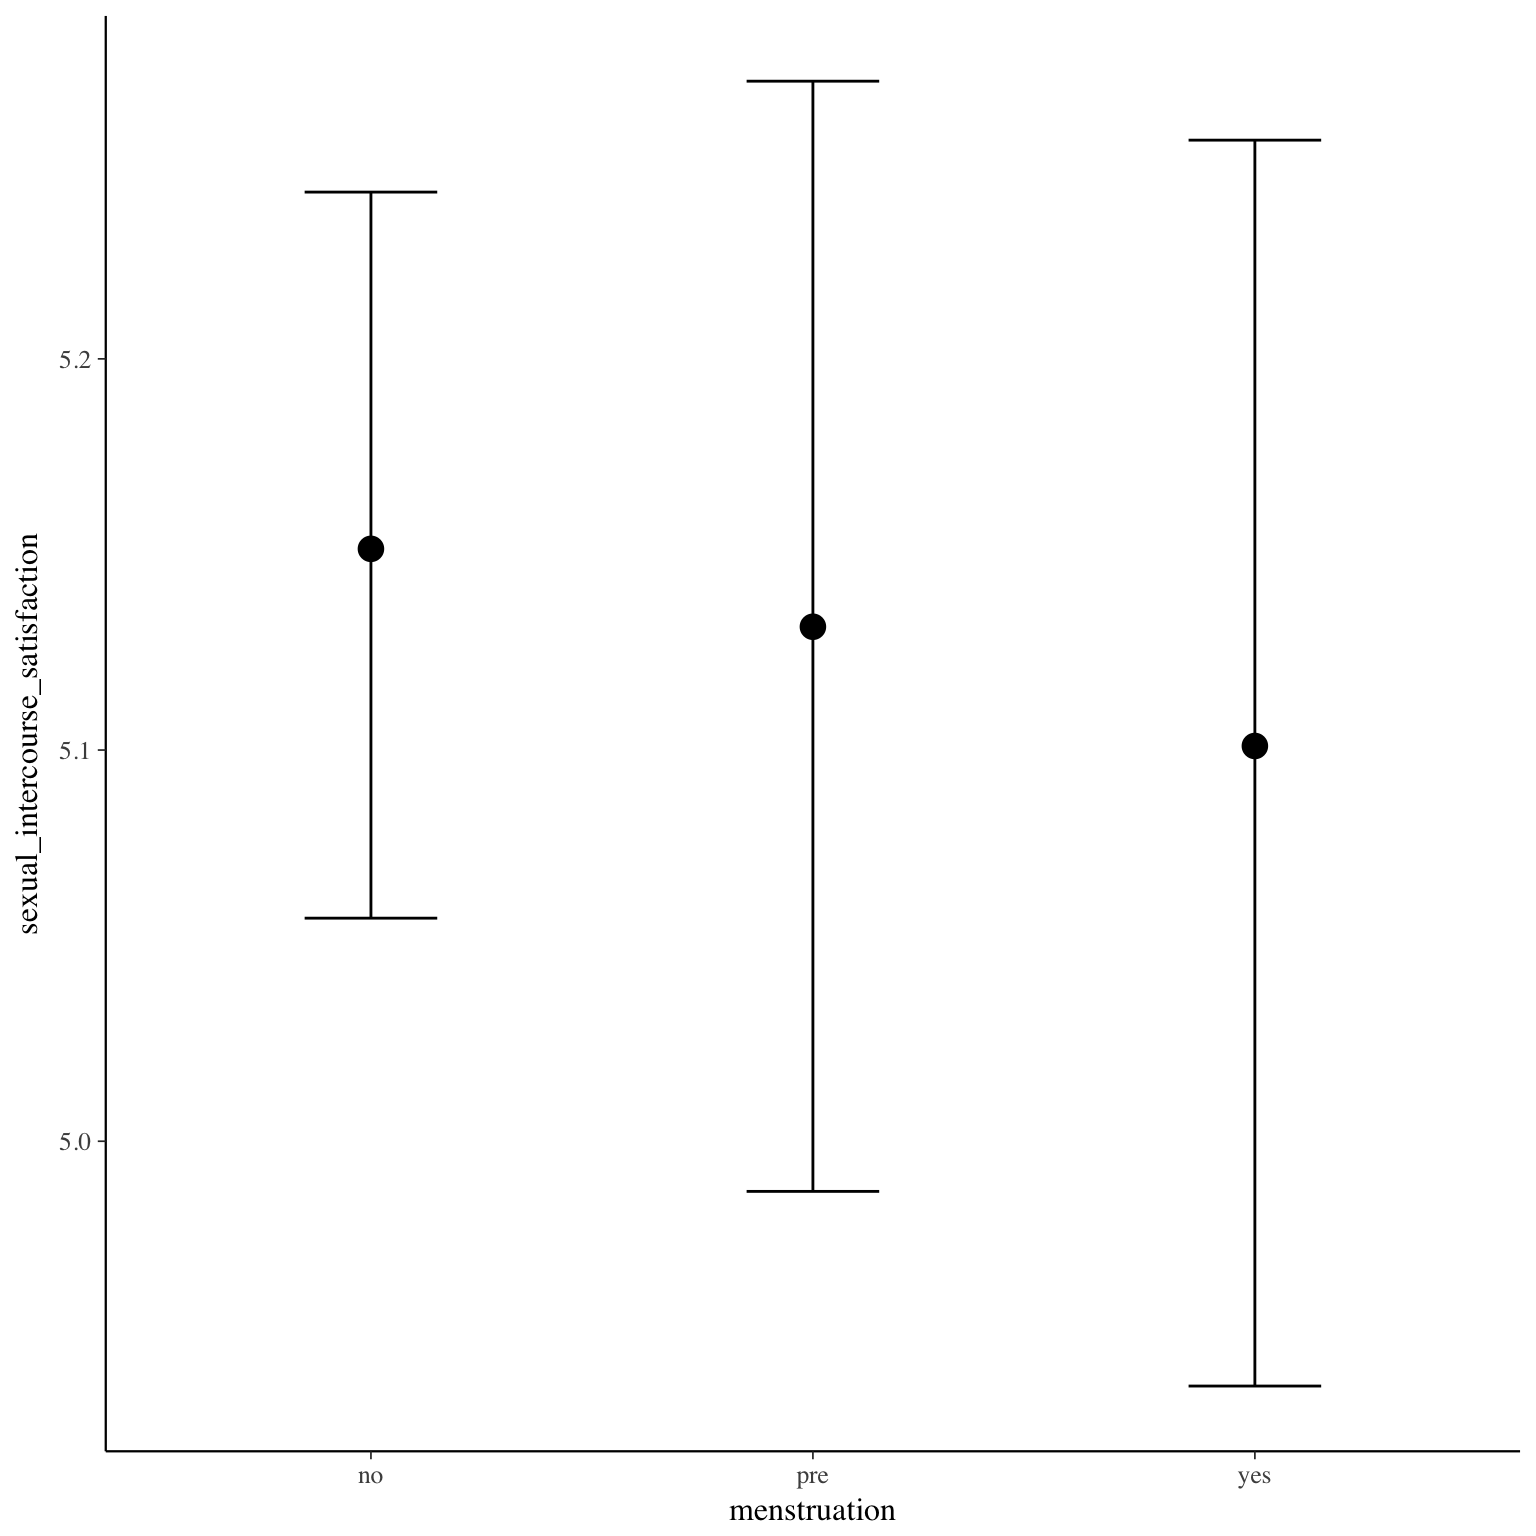 sexual_intercourse_satisfaction
5.2
5.1
5.0
no pre yes
menstruation